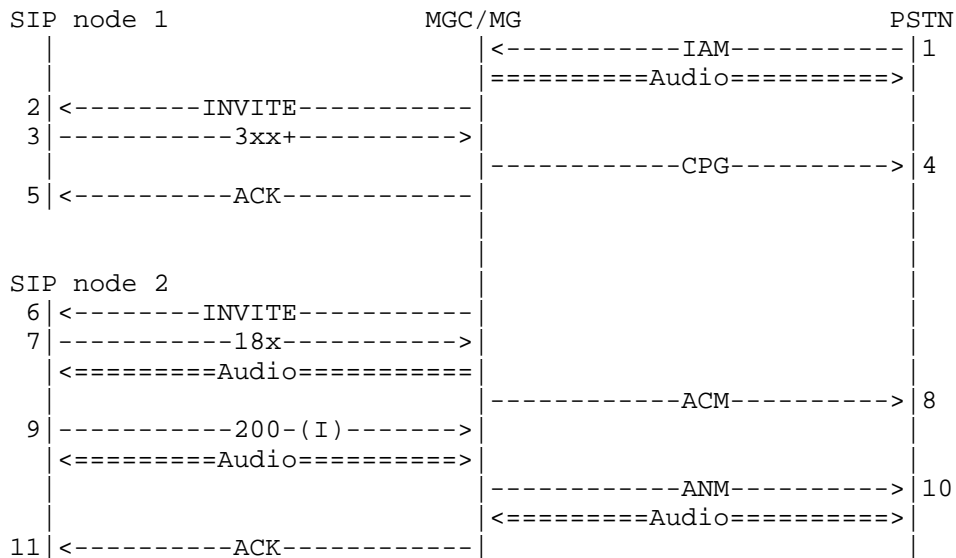 SIP node 1                          MGC/MG                          PSTN
  |                                   |<-----------IAM-----------|1
  |                                   |==========Audio==========>|
 2|<--------INVITE-----------|                          |
 3|-----------3xx+---------->|                          |
  |                                   |------------CPG---------->|4
 5|<----------ACK------------|                          |
                                      |                          |
                                      |                          |
SIP node 2                            |                          |
 6|<--------INVITE-----------|                          |
 7|-----------18x----------->|                          |
  |<=========Audio===========|                          |
  |                                   |------------ACM---------->|8
 9|-----------200-(I)------->|                          |
  |<=========Audio==========>|                          |
  |                                   |------------ANM---------->|10
  |                                   |<=========Audio==========>|
11|<----------ACK------------|                          |